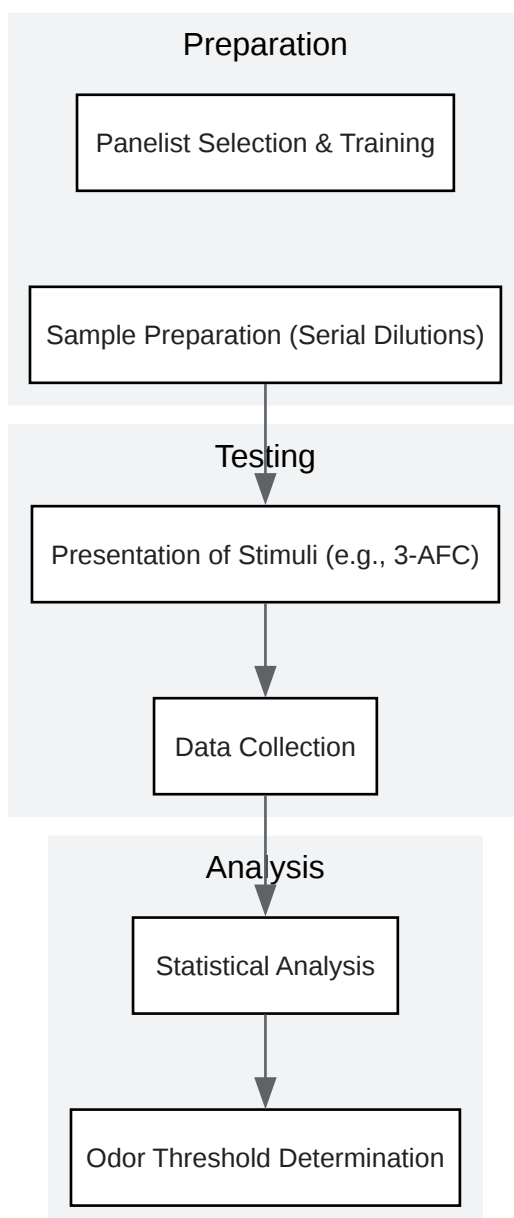 Preparation
Panelist Selection & Training
Sample Preparation (Serial Dilutions)
Testing
Presentation of Stimuli (e.g., 3-AFC)
Data Collection
Analysis
Statistical Analysis
Odor Threshold Determination